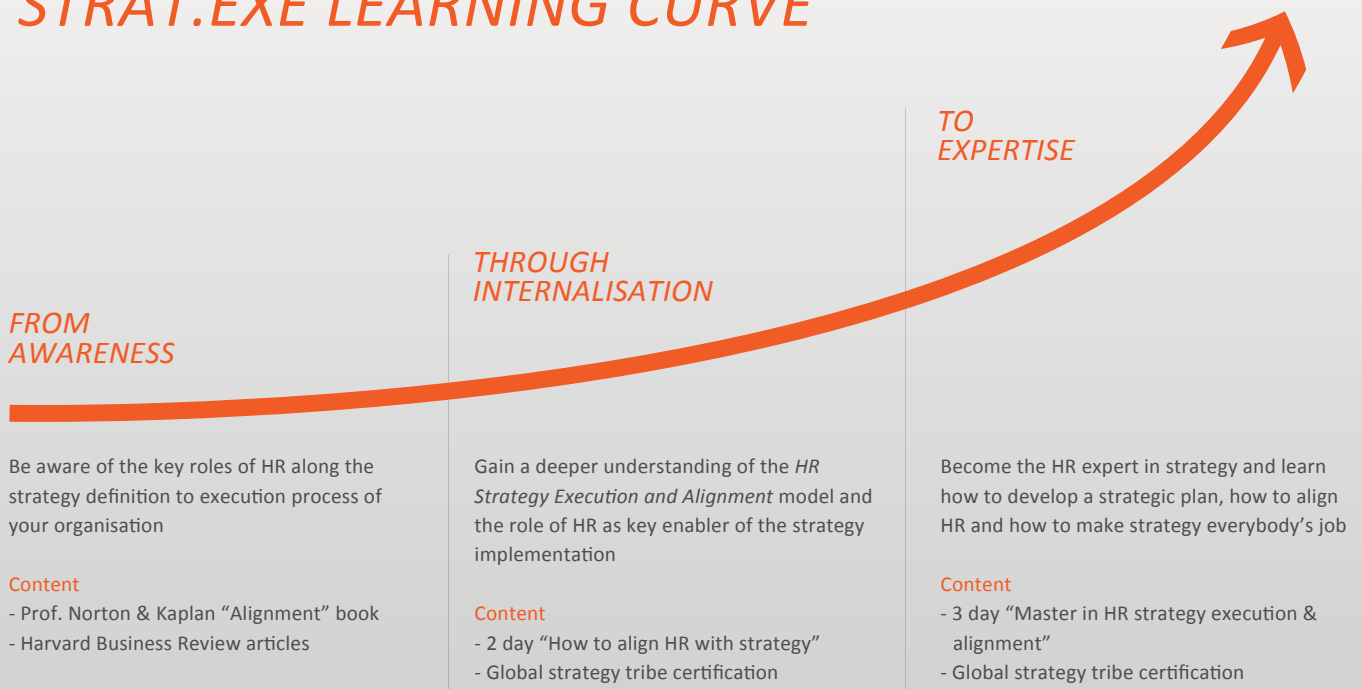 STRAT.EXE LEARNING CURVE
FROM
AWARENESS
Be aware of the key roles of HR along the
strategy definition to execution process of
your organisation
Content
- Prof. Norton & Kaplan “Alignment” book
- Harvard Business Review articles
THROUGH
INTERNALISATION
Gain a deeper understanding of the HR
Strategy Execution and Alignment model and
the role of HR as key enabler of the strategy
implementation
Content
- 2 day “How to align HR with strategy”
- Global strategy tribe certification
TO
EXPERTISE
Become the HR expert in strategy and learn
how to develop a strategic plan, how to align
HR and how to make strategy everybody’s job
Content
- 3 day “Master in HR strategy execution &
alignment”
- Global strategy tribe certification